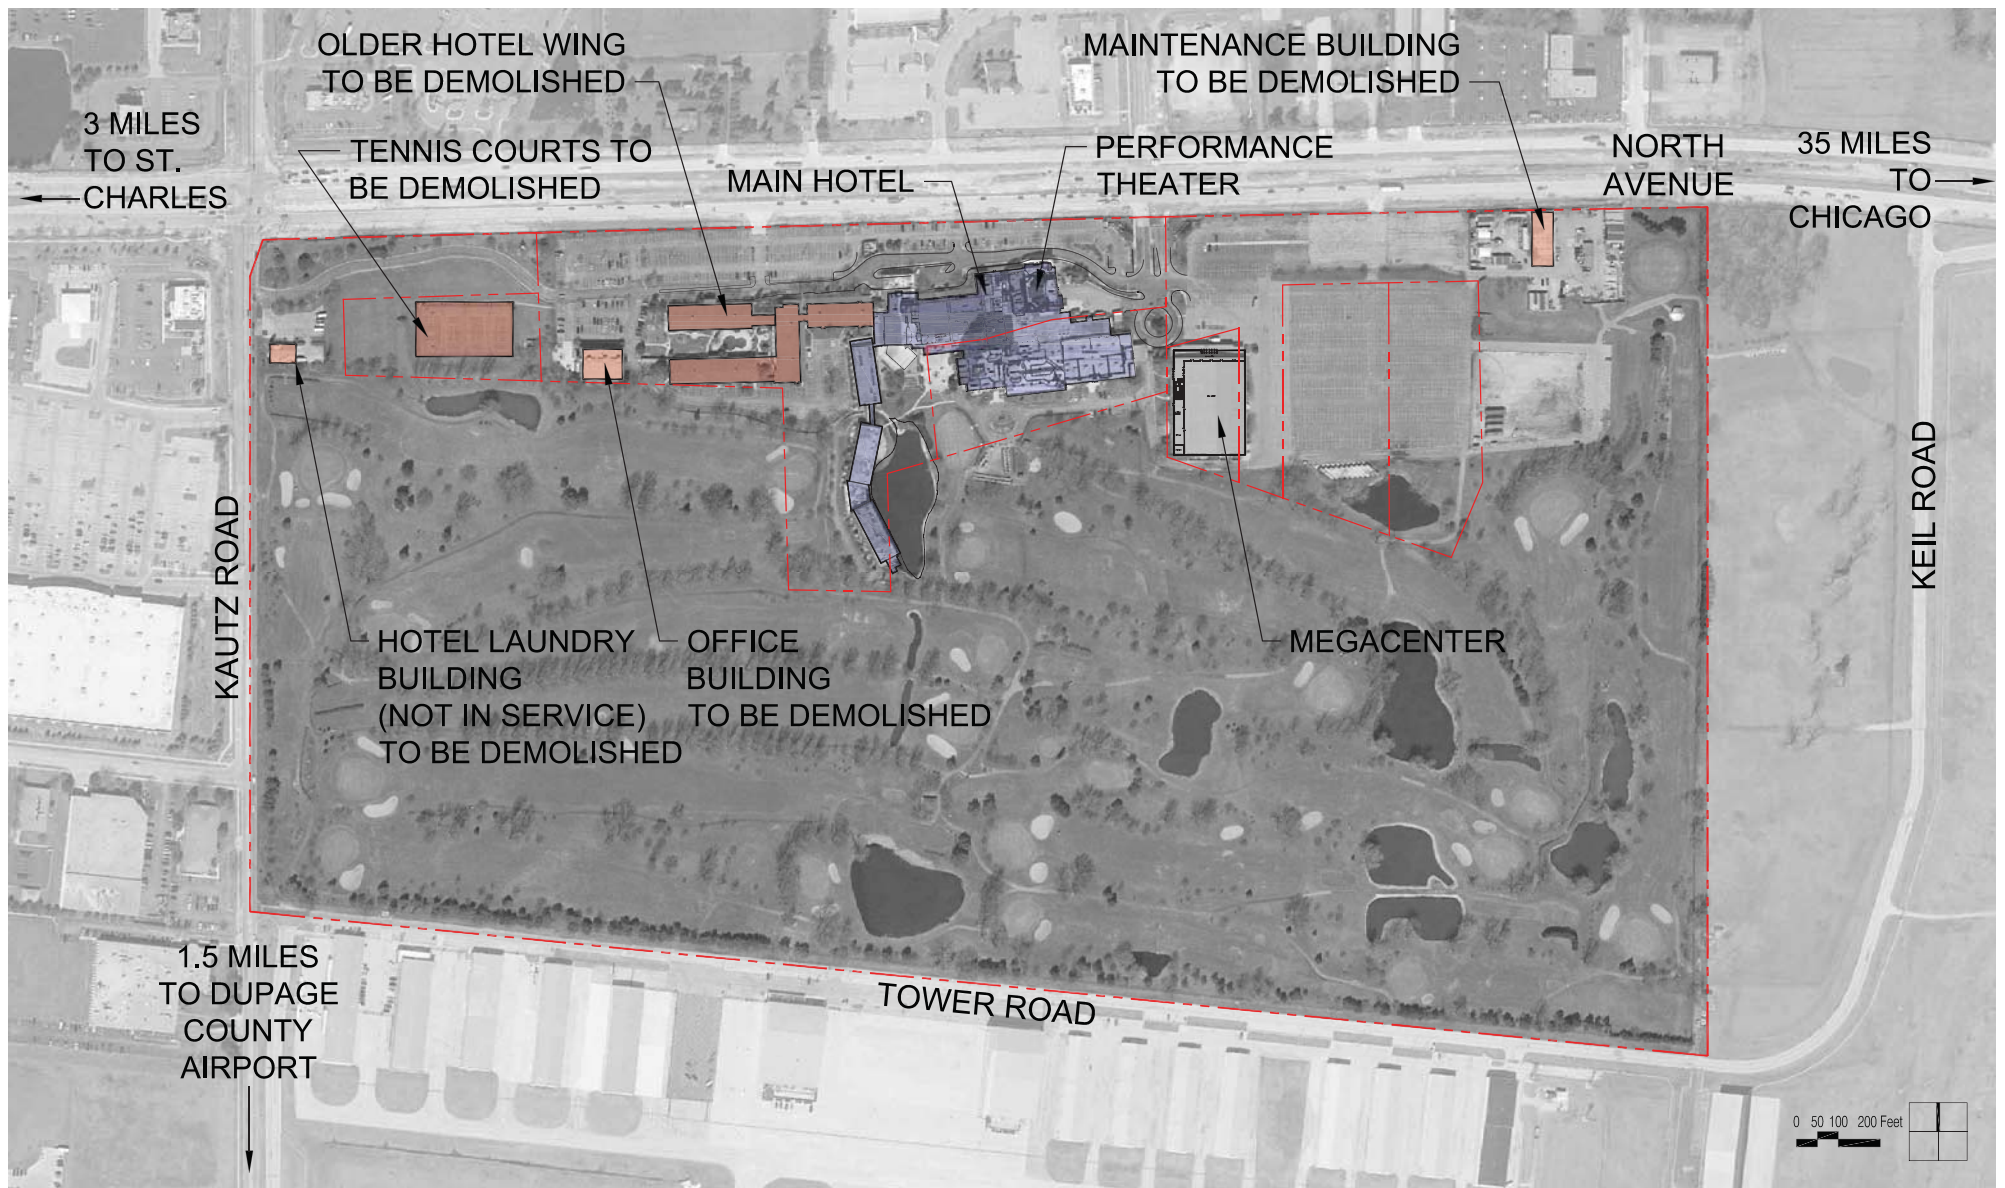 OLDER HOTEL WING
TO BE DEMOLISHED
MAINTENANCE BUILDING
TO BE DEMOLISHED
3 MILES
TO ST.
CHARLES
TENNIS COURTS TO
BE DEMOLISHED
MAIN HOTEL
PERFORMANCE
THEATER
NORTH
AVENUE
35 MILES
TO
CHICAGO
KAUTZ ROAD
KEIL ROAD
HOTEL LAUNDRY
BUILDING
(NOT IN SERVICE)
TO BE DEMOLISHED
OFFICE
BUILDING
TO BE DEMOLISHED
MEGACENTER
1.5 MILES
TO DUPAGE
COUNTY
AIRPORT
TOWER ROAD
0 50 100 200 Feet